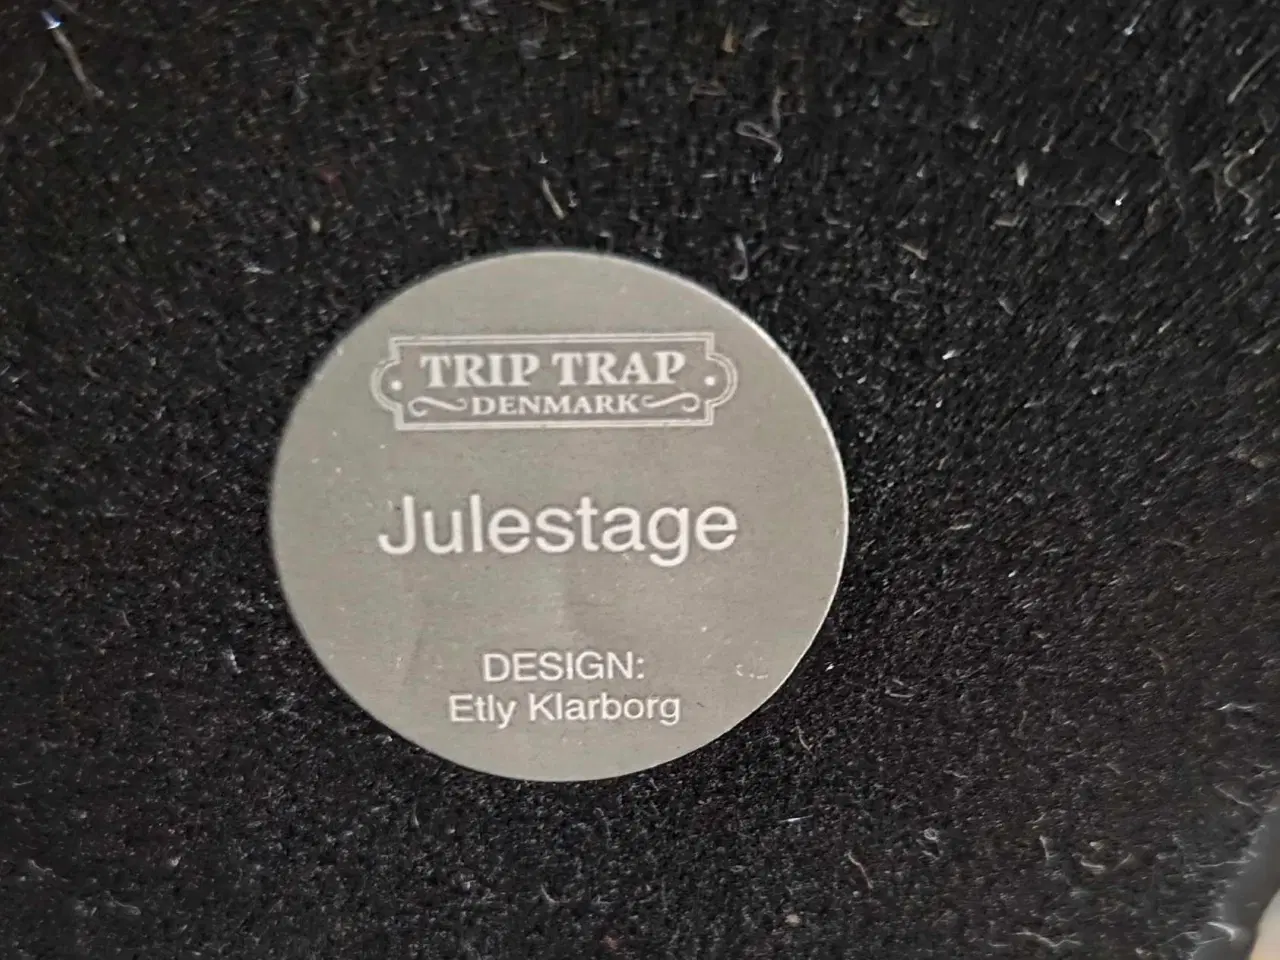 TRIP TRAP
DENMARK
Julestage
DESIGN:
Etly Klarborg